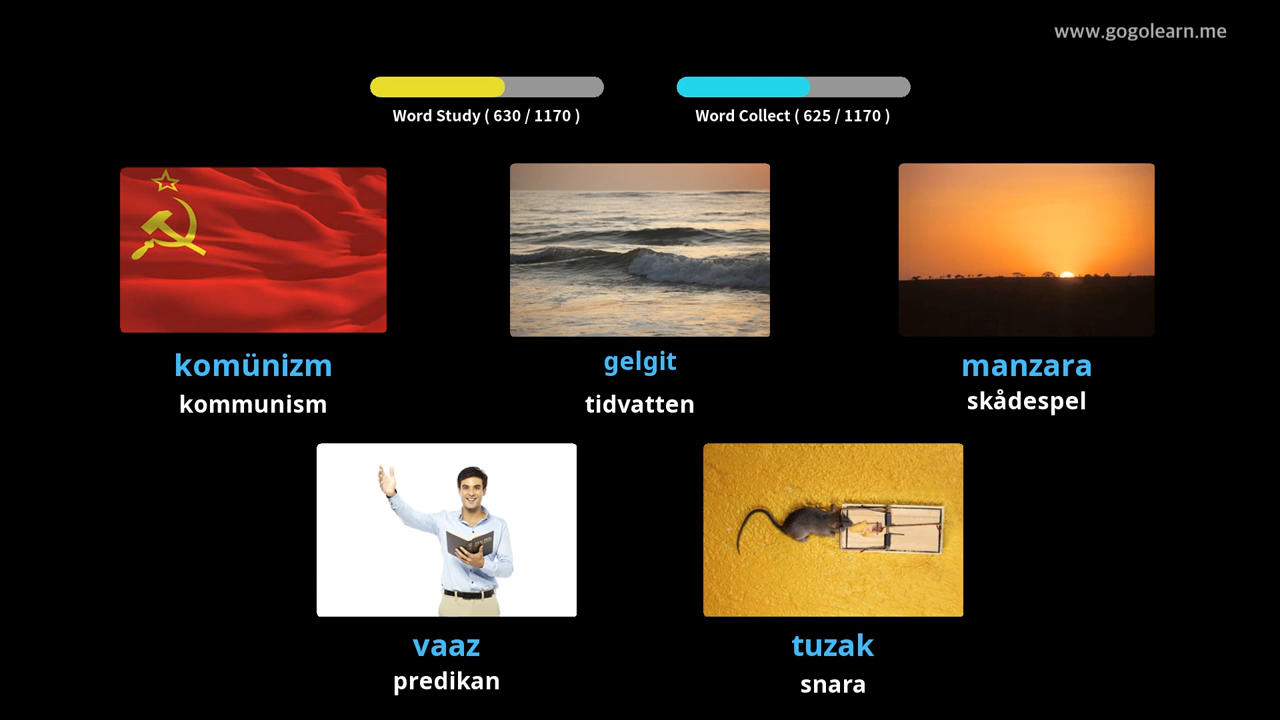 www.gogolearn.me
Word Study ( 630 / 1170 )
Word Collect ( 625 / 1170 )
komünizm
kommunism
gelgit
tidvatten
manzara
skådespel
vaaz
predikan
tuzak
snara